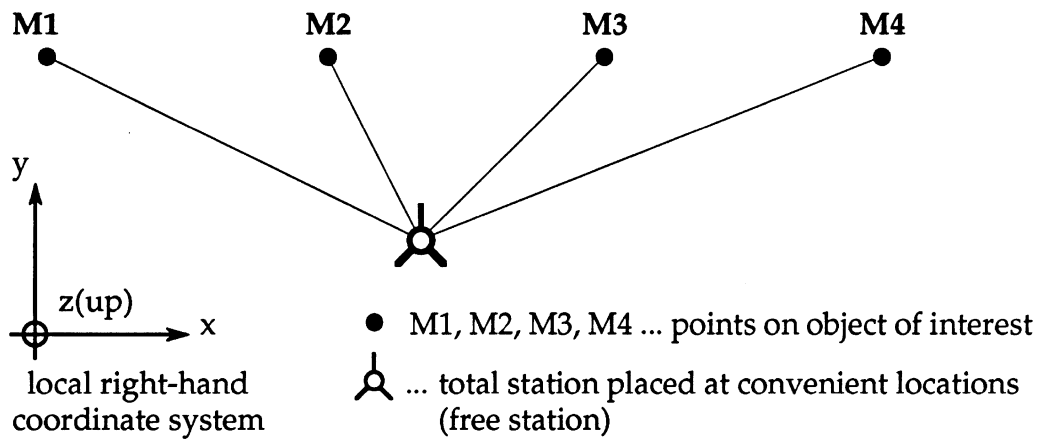 M1 M2 M3 M4
y
z(up)
x
M1, M2, M3, M4 ... points on object of interest
local right-hand
coordinate system
... total station placed at convenient locations
(free station)